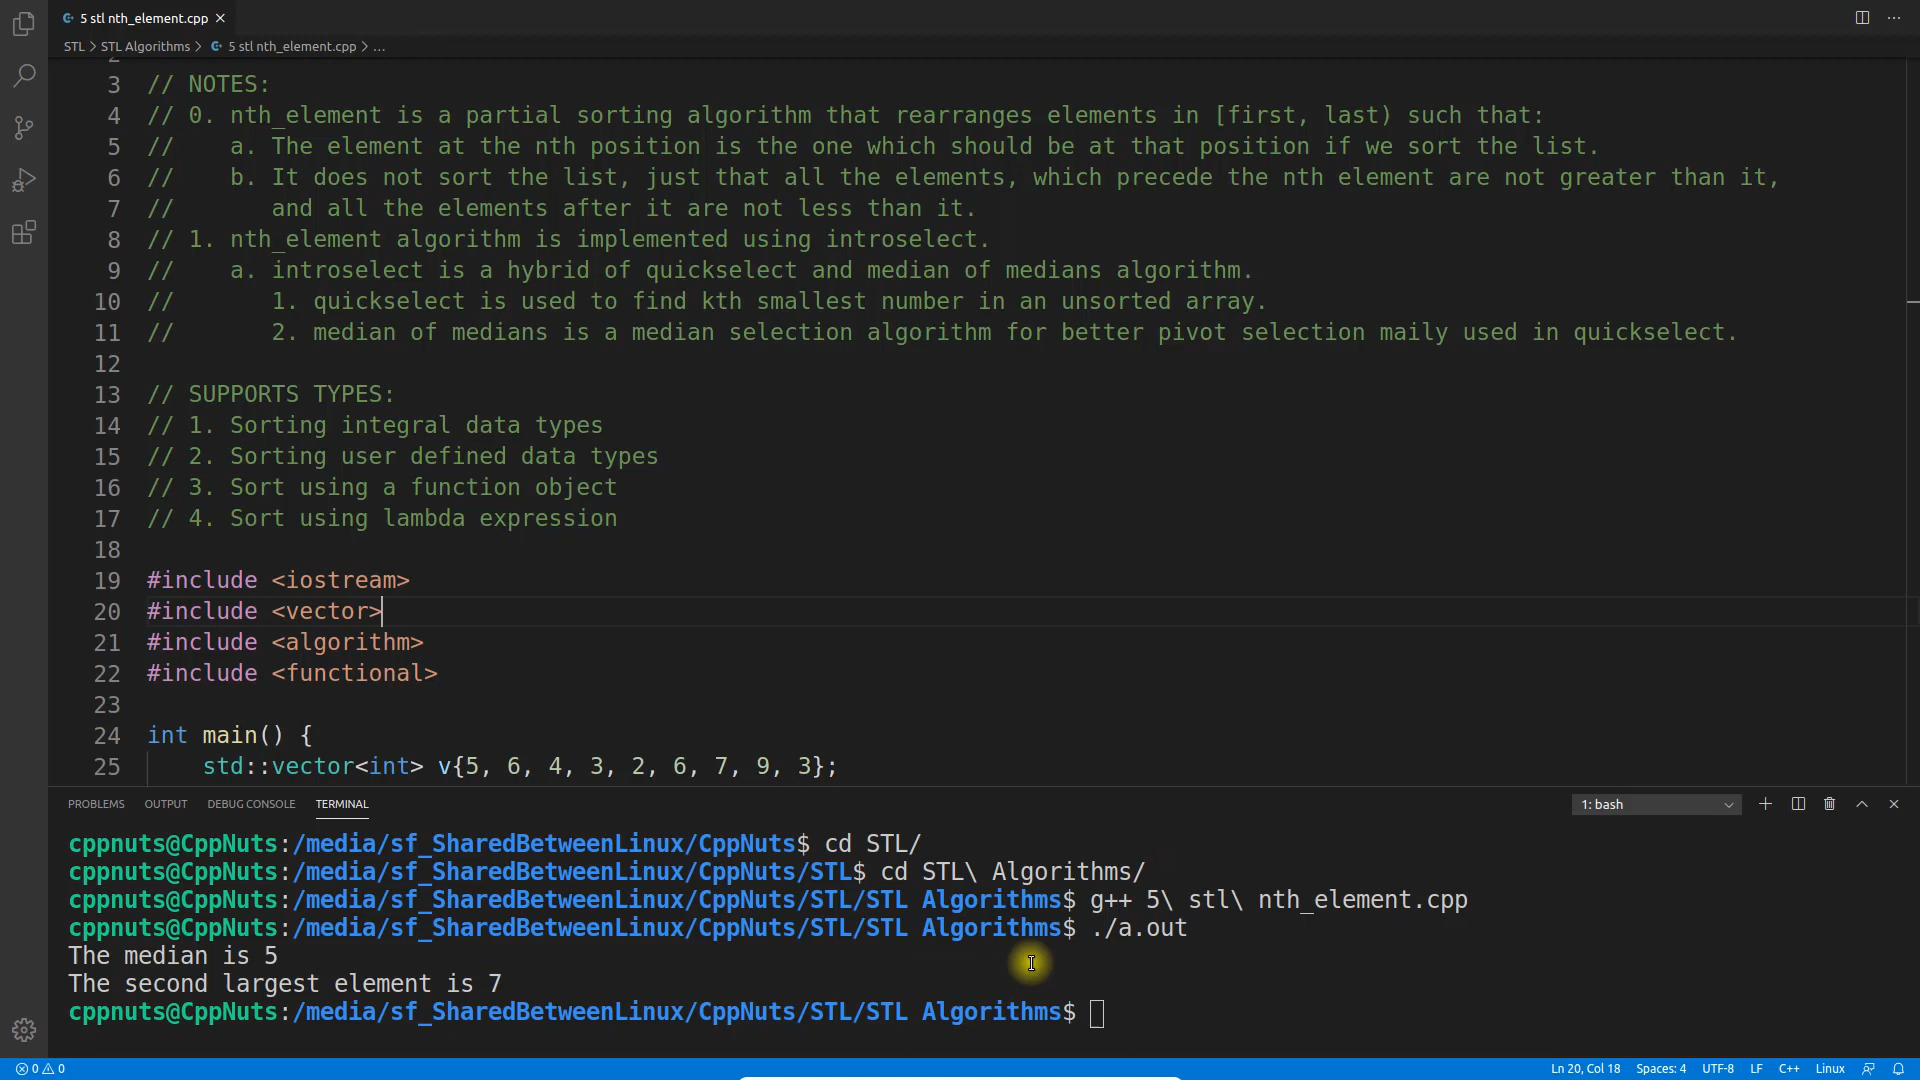 5 stl nth_element.cpp
STL > STL Algorithms > 5 stl nth_element.cpp > ...
2
3 // NOTES:
4 // 0. nth_element is a partial sorting algorithm that rearranges elements in [first, last) such that:
5 //    a. The element at the nth position is the one which should be at that position if we sort the list.
6 //    b. It does not sort the list, just that all the elements, which precede the nth element are not greater than it,
7 //       and all the elements after it are not less than it.
8 // 1. nth_element algorithm is implemented using introselect.
9 //    a. introselect is a hybrid of quickselect and median of medians algorithm.
10 //       1. quickselect is used to find kth smallest number in an unsorted array.
11 //       2. median of medians is a median selection algorithm for better pivot selection maily used in quickselect.
12
13 // SUPPORTS TYPES:
14 // 1. Sorting integral data types
15 // 2. Sorting user defined data types
16 // 3. Sort using a function object
17 // 4. Sort using lambda expression
18
19 #include <iostream>
20 #include <vector>
21 #include <algorithm>
22 #include <functional>
23
24 int main() {
25     std::vector<int> v{5, 6, 4, 3, 2, 6, 7, 9, 3};
PROBLEMS OUTPUT DEBUG CONSOLE TERMINAL 1: bash
cppnuts@CppNuts:/media/sf_SharedBetweenLinux/CppNuts$ cd STL/
cppnuts@CppNuts:/media/sf_SharedBetweenLinux/CppNuts/STL$ cd STL\ Algorithms/
cppnuts@CppNuts:/media/sf_SharedBetweenLinux/CppNuts/STL/STL Algorithms$ g++ 5\ stl\ nth_element.cpp
cppnuts@CppNuts:/media/sf_SharedBetweenLinux/CppNuts/STL/STL Algorithms$ ./a.out
The median is 5
The second largest element is 7
cppnuts@CppNuts:/media/sf_SharedBetweenLinux/CppNuts/STL/STL Algorithms$
0 0 Ln 20, Col 18 Spaces: 4 UTF-8 LF C++ Linux